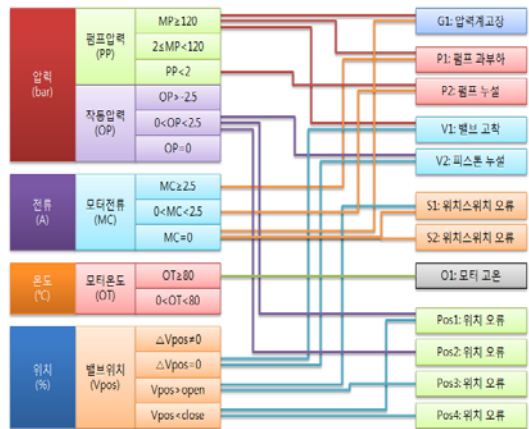 압력
(bar)
펌프압력
(PP)
MP≥120
2≤MP<120
PP<2
작동압력
(OP)
OP>-2.5
0<OP<2.5
OP=0
전류
(A)
모터전류
(MC)
MC≥2.5
0<MC<2.5
MC=0
온도
(℃)
모티온도
(OT)
OT≥80
0<OT<80
위치
(%)
밸브위치
(Vpos)
△Vpos≠0
△Vpos=0
Vpos>open
Vpos<close
G1: 압력계고장
P1: 펌프 과부하
P2: 펌프 누설
V1: 밸브 고착
V2: 피스톤 누설
S1: 위치스위치 오류
S2: 위치스위치 오류
O1: 모티 고온
Pos1: 위치 오류
Pos2: 위치 오류
Pos3: 위치 오류
Pos4: 위치 오류